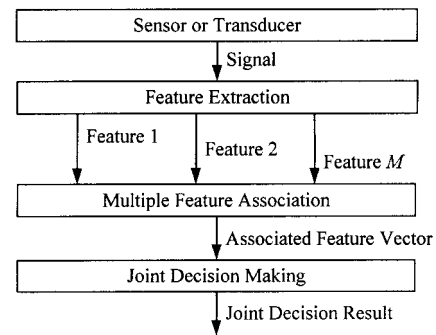 Sensor or Transducer
Signal
Feature Extraction
Feature 1
Feature 2
Feature M
Multiple Feature Association
Associated Feature Vector
Joint Decision Making
Joint Decision Result